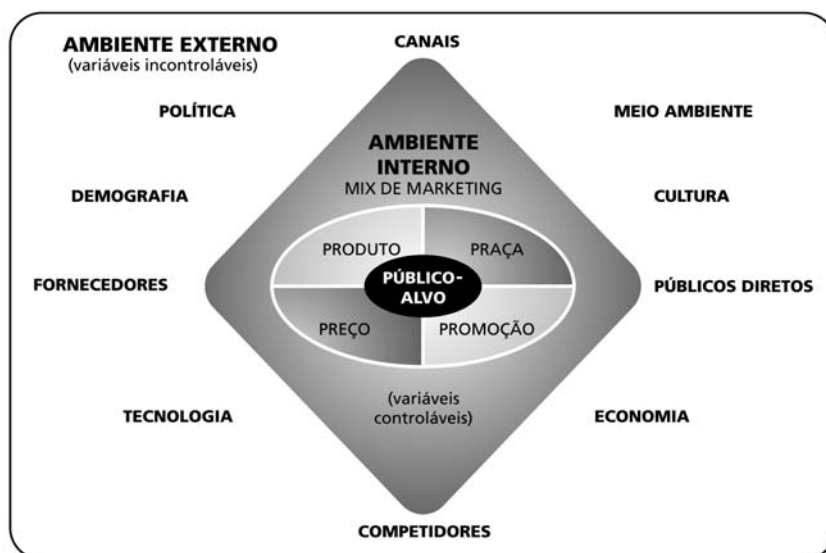 AMBIENTE EXTERNO
(variáveis incontroláveis)
CANAIS
POLÍTICA
MEIO AMBIENTE
AMBIENTE
INTERNO
MIX DE MARKETING
DEMOGRAFIA
CULTURA
PRODUTO
PRAÇA
FORNECEDORES
PÚBLICO-
ALVO
PÚBLICOS DIRETOS
PREÇO
PROMOÇÃO
(variáveis
controláveis)
TECNOLOGIA
ECONOMIA
COMPETIDORES